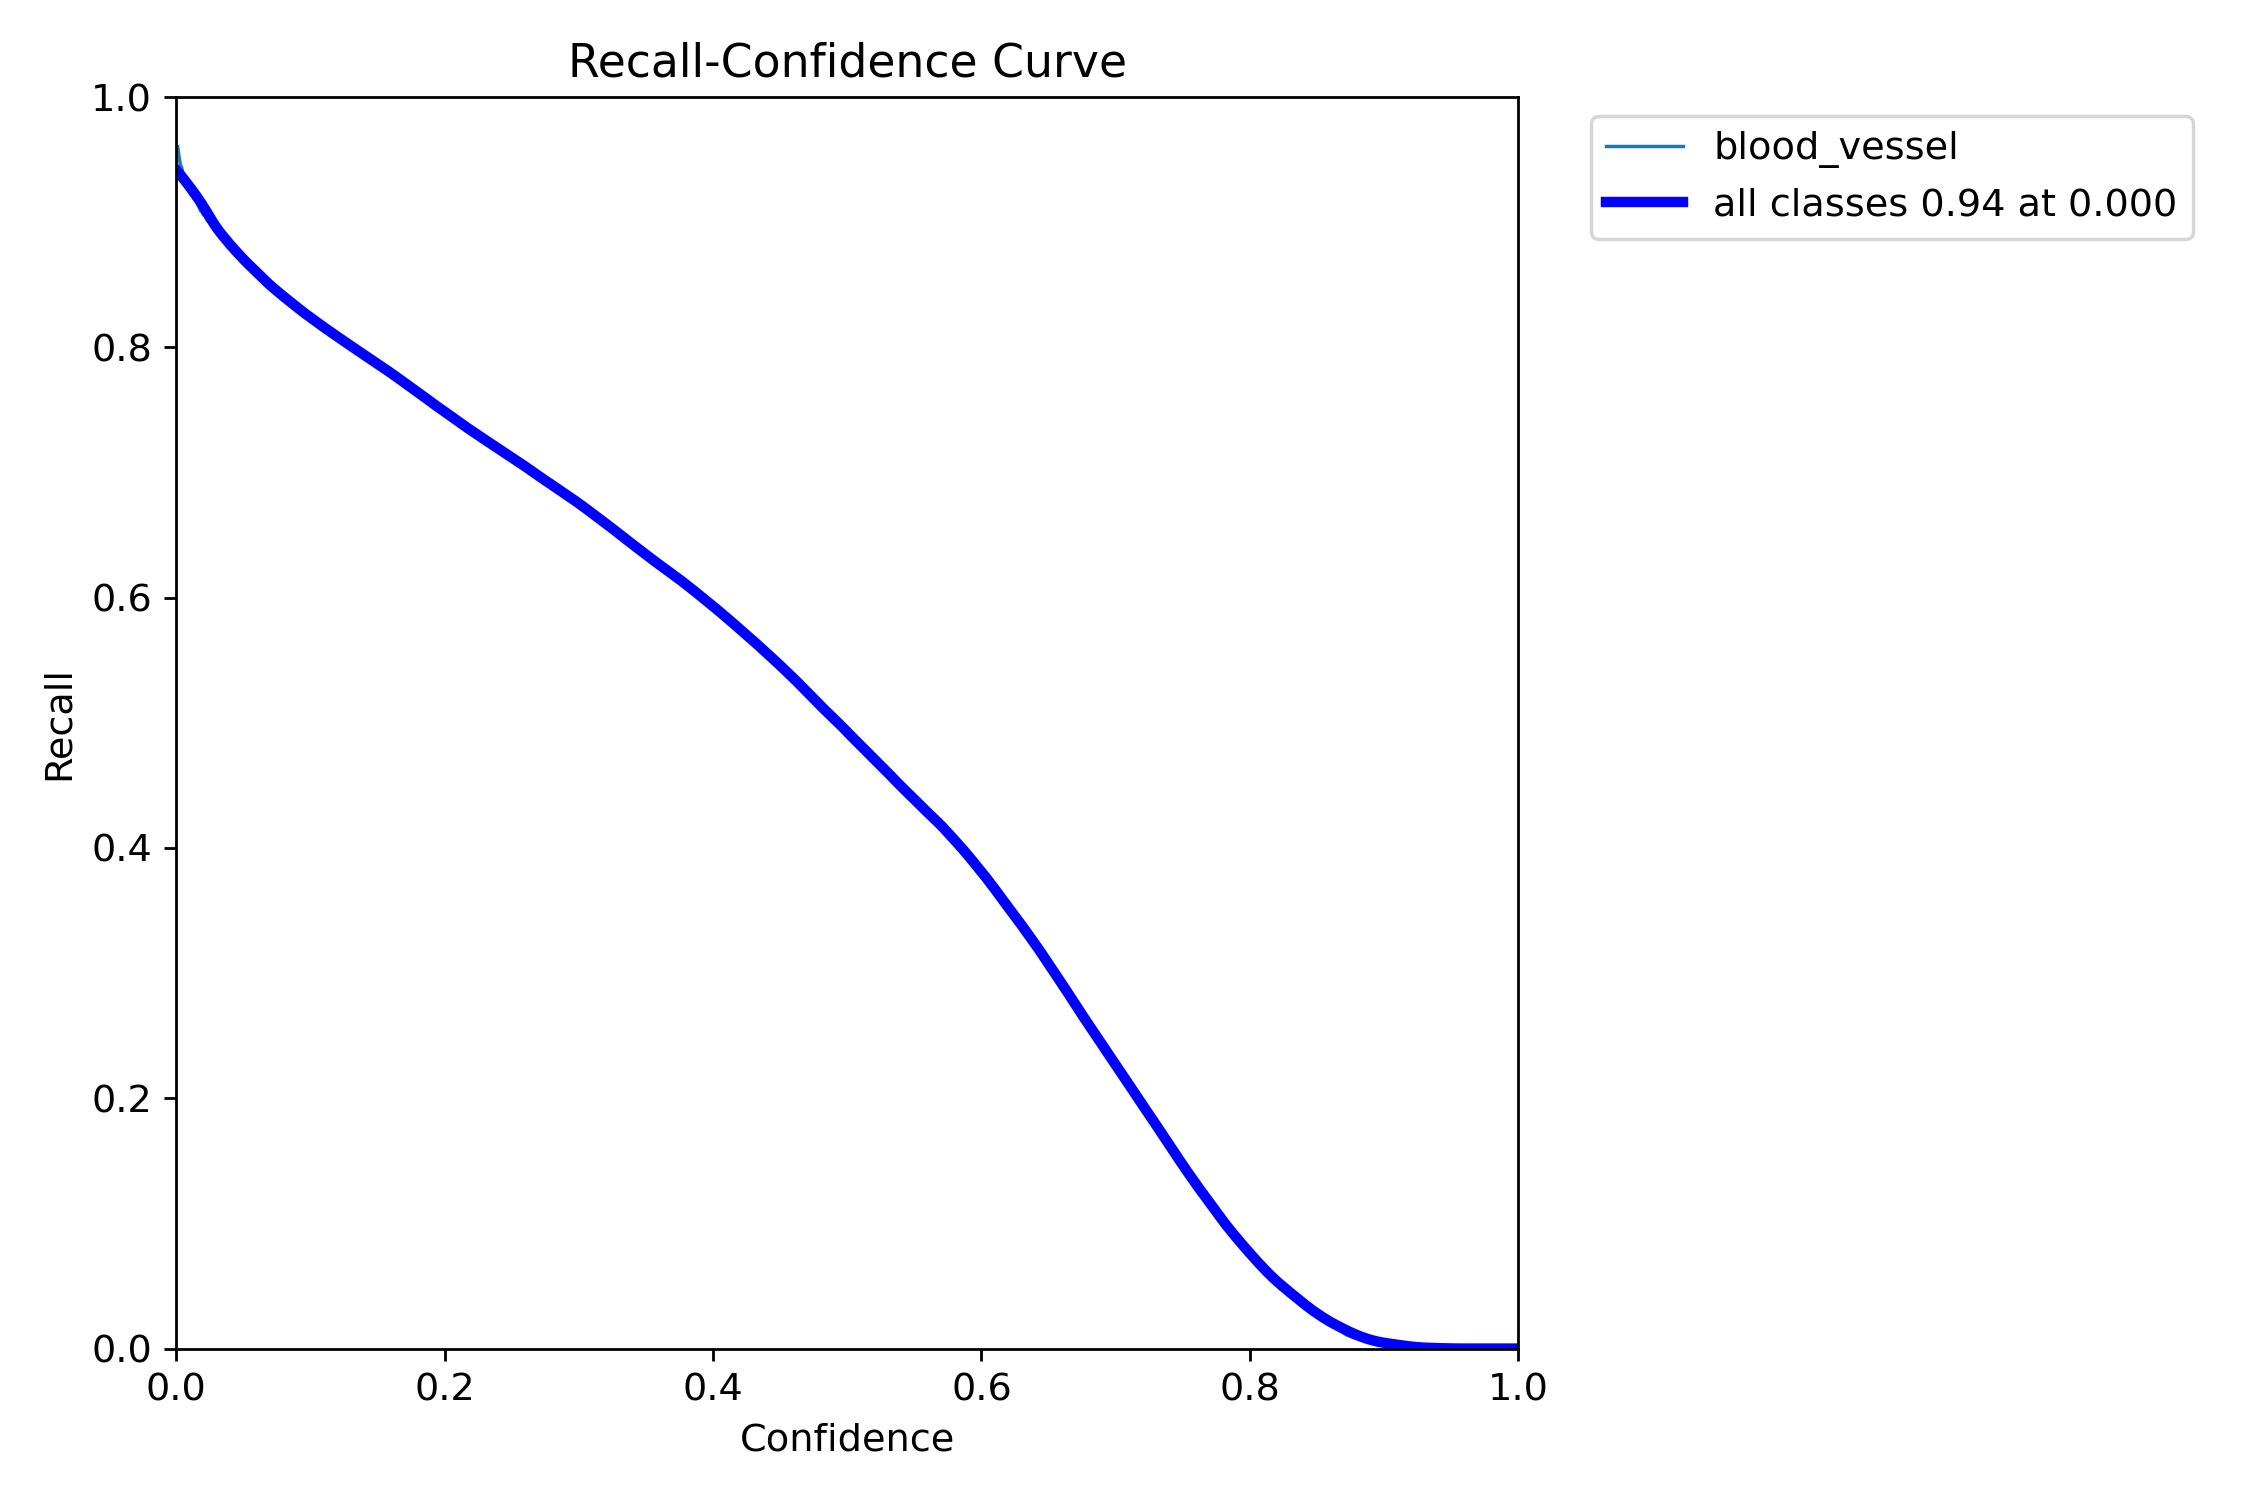 Recall-Confidence Curve
1.0
0.8
0.6
0.4
0.2
0.0
Recall
0.0 0.2 0.4 0.6 0.8 1.0
Confidence
blood_vessel
all classes 0.94 at 0.000